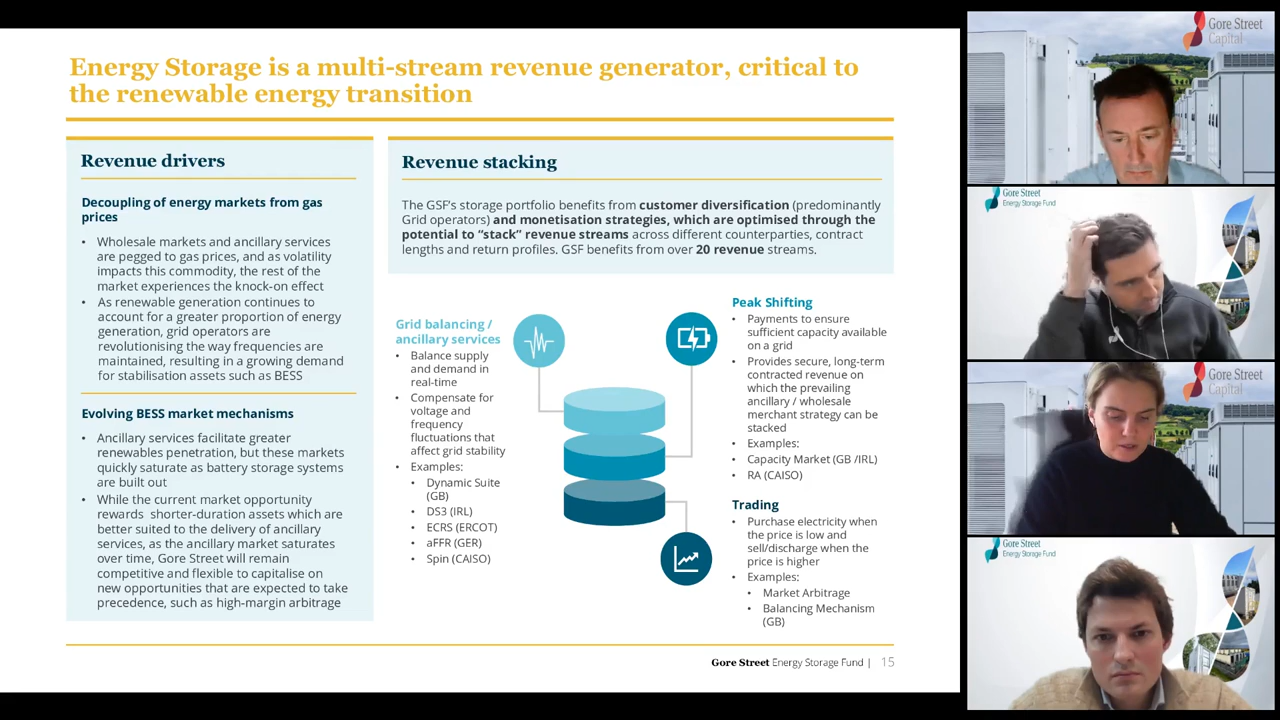 Energy Storage is a multi-stream revenue generator, critical to
the renewable energy transition
Revenue drivers
Decoupling of energy markets from gas
prices
• Wholesale markets and ancillary services
are pegged to gas prices, and as volatility
impacts this commodity, the rest of the
market experiences the knock-on effect
• As renewable generation continues to
account for a greater proportion of energy
generation, grid operators are
revolutionising the way frequencies are
maintained, resulting in a growing demand
for stabilisation assets such as BESS
Evolving BESS market mechanisms
• Ancillary services facilitate greater
renewables penetration, but these markets
quickly saturate as battery storage systems
are built out
• While the current market opportunity
rewards shorter-duration assets which are
better suited to the delivery of ancillary
services, as the ancillary market saturates
over time, Gore Street will remain
competitive and flexible to capitalise on
new opportunities that are expected to take
precedence, such as high-margin arbitrage
Revenue stacking
The GSF's storage portfolio benefits from customer diversification (predominantly
Grid operators) and monetisation strategies, which are optimised through the
potential to “stack” revenue streams across different counterparties, contract
lengths and return profiles. GSF benefits from over 20 revenue streams.
Grid balancing /
ancillary services
• Balance supply
and demand in
real-time
• Compensate for
voltage and
frequency
fluctuations that
affect grid stability
• Examples:
• Dynamic Suite
(GB)
• DS3 (IRL)
• ECRS (ERCOT)
• aFFR (GER)
• Spin (CAISO)
Peak Shifting
• Payments to ensure
sufficient capacity available
on a grid
• Provides secure, long-term
contracted revenue on
which the prevailing
ancillary / wholesale
merchant strategy can be
stacked
• Examples:
• Capacity Market (GB /IRL)
• RA (CAISO)
Trading
• Purchase electricity when
the price is low and
sell/discharge when the
price is higher
• Examples:
• Market Arbitrage
• Balancing Mechanism
(GB)
Gore Street Energy Storage Fund | 15
Gore Street
Capital
Gore Street
Energy Storage Fund
Gore Street
Capital
Gore Street
Energy Storage Fund